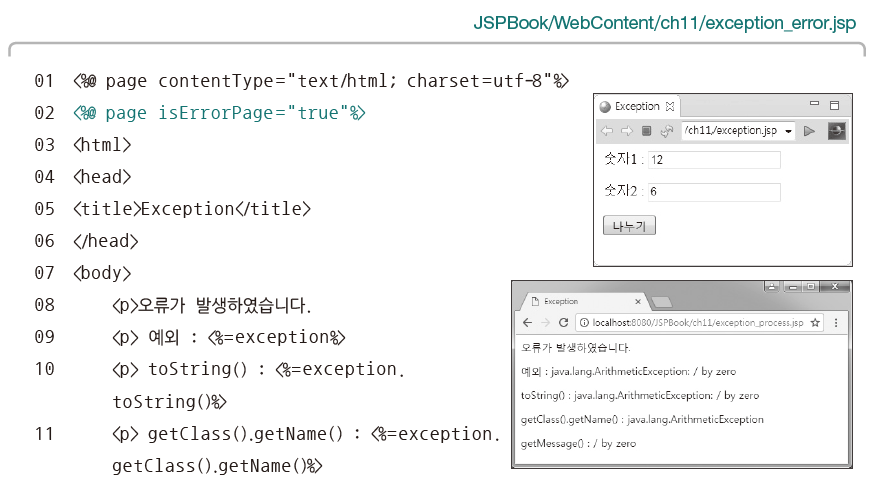 JSPBook/WebContent/ch11/exception_error.jsp
01 <%@ page contentType="text/html; charset=utf-8"%>
02 <%@ page isErrorPage="true"%>
03 <html>
04 <head>
05 <title>Exception</title>
06 </head>
07 <body>
08 <p>오류가 발생하였습니다.
09 <p> 예외 : <%=exception%>
10 <p> toString() : <%=exception.
toString()%>
11 <p> getClass().getName() : <%=exception.
getClass().getName()%>
Exception
/ch11/exception.jsp
숫자1 : 12
숫자2 : 6
나누기
Exception
localhost:8080/JSPBook/ch11/exception_process.jsp
오류가 발생하였습니다.
예외 : java.lang.ArithmeticException: / by zero
toString() : java.lang.ArithmeticException: / by zero
getClass().getName() : java.lang.ArithmeticException
getMessage() : / by zero